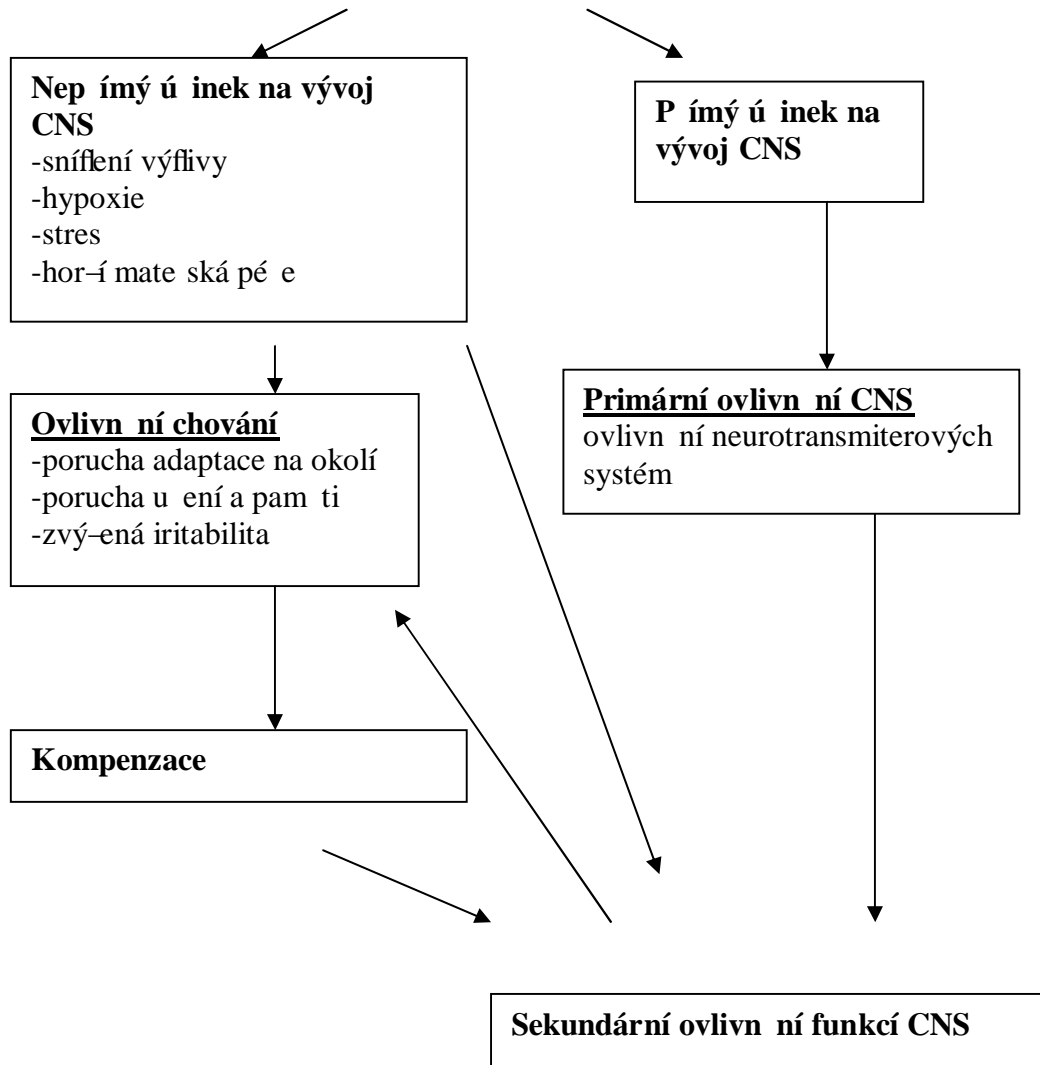 Nep ímý ú inek na vývoj
CNS
-sníflení výflivy
-hypoxie
-stres
-hor–í mate ská pé e
P ímý ú inek na
vývoj CNS
Ovlivn ní chování
-porucha adaptace na okolí
-porucha u ení a pam ti
-zvý–ená iritabilita
Primární ovlivn ní CNS
ovlivn ní neurotransmiterových
systém
Kompenzace
Sekundární ovlivn ní funkcí CNS